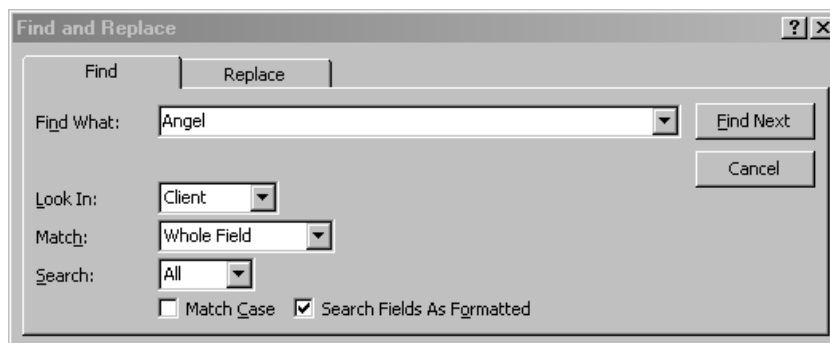 Find and Replace
Find Replace
Find What: Angel Find Next
Cancel
Look In: Client
Match: Whole Field
Search: All
Match Case Search Fields As Formatted